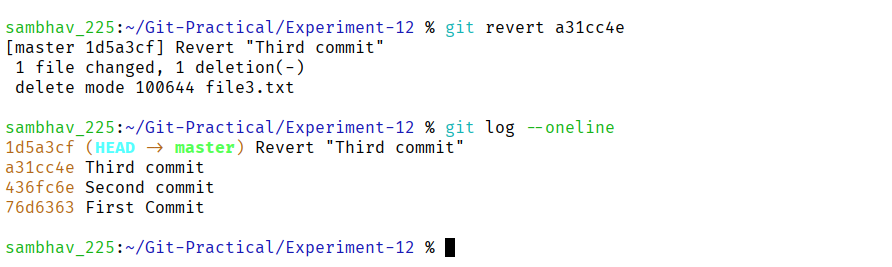 sambhav_225:~/Git-Practical/Experiment-12 % git revert a31cc4e
[master 1d5a3cf] Revert "Third commit"
 1 file changed, 1 deletion(-)
 delete mode 100644 file3.txt
sambhav_225:~/Git-Practical/Experiment-12 % git log --oneline
1d5a3cf (HEAD -> master) Revert "Third commit"
a31cc4e Third commit
436fc6e Second commit
76d6363 First Commit
sambhav_225:~/Git-Practical/Experiment-12 %